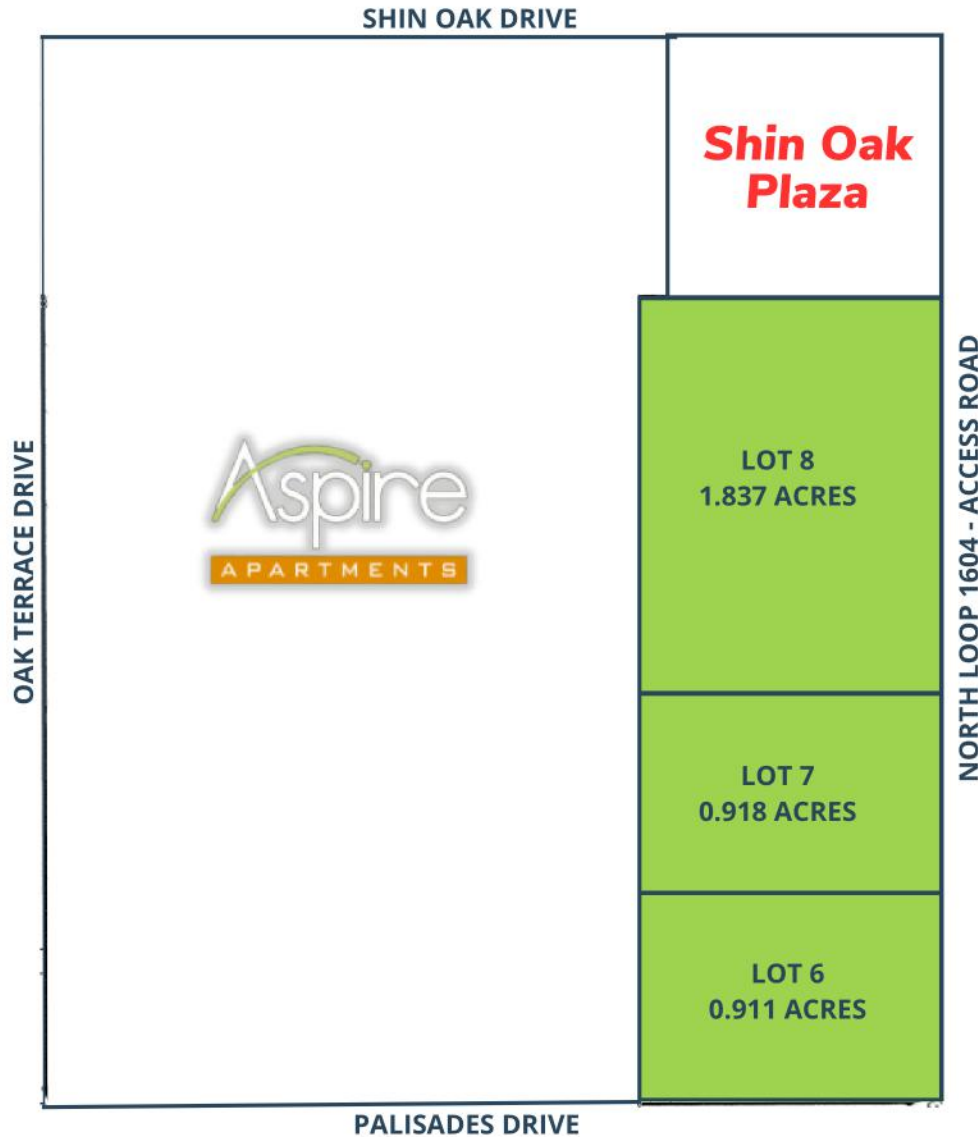 SHIN OAK DRIVE
Shin Oak
Plaza
OAK TERRACE DRIVE
Aspire
APARTMENTS
LOT 8
1.837 ACRES
NORTH LOOP 1604 - ACCESS ROAD
LOT 7
0.918 ACRES
LOT 6
0.911 ACRES
PALISADES DRIVE